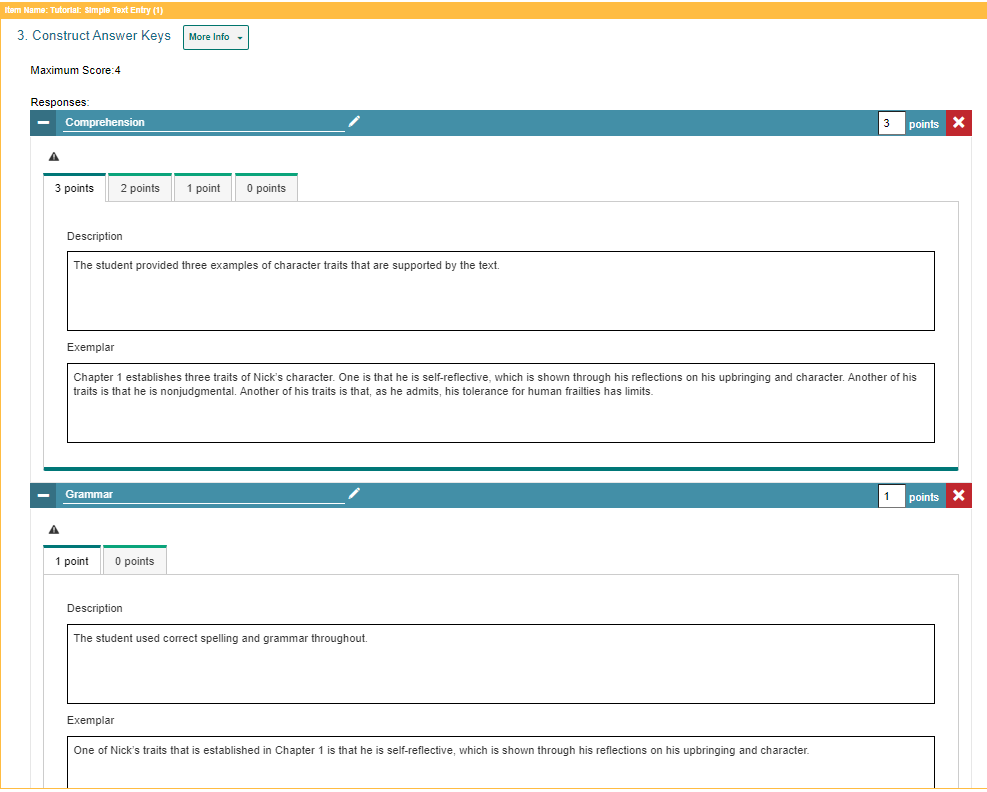 Item Name: Tutorial: Simple Text Entry (1)
3. Construct Answer Keys More Info
Maximum Score:4
Responses:
Comprehension 3 points
3 points 2 points 1 point 0 points
Description
The student provided three examples of character traits that are supported by the text.
Exemplar
Chapter 1 establishes three traits of Nick's character. One is that he is self-reflective, which is shown through his reflections on his upbringing and character. Another of his
traits is that he is nonjudgmental. Another of his traits is that, as he admits, his tolerance for human frailties has limits.
Grammar 1 points
1 point 0 points
Description
The student used correct spelling and grammar throughout.
Exemplar
One of Nick's traits that is established in Chapter 1 is that he is self-reflective, which is shown through his reflections on his upbringing and character.